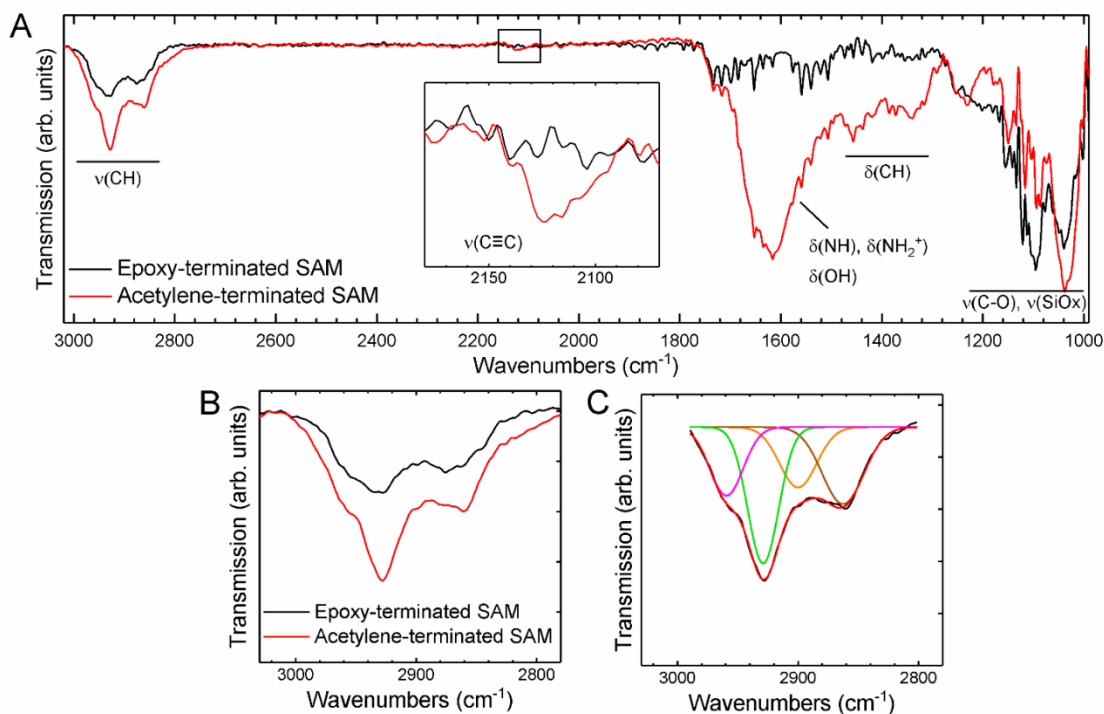 A
Transmission (arb. units)
ν(CH)
ν(C≡C)
2150 2100
δ(CH)
δ(NH), δ(NH₂⁺)
δ(OH)
ν(C-O), ν(SiOx)
Epoxy-terminated SAM
Acetylene-terminated SAM
3000 2800 2600 2400 2200 2000 1800 1600 1400 1200 1000
Wavenumbers (cm⁻¹)
B
Transmission (arb. units)
Epoxy-terminated SAM
Acetylene-terminated SAM
3000 2900 2800
Wavenumbers (cm⁻¹)
C
Transmission (arb. units)
3000 2900 2800
Wavenumbers (cm⁻¹)